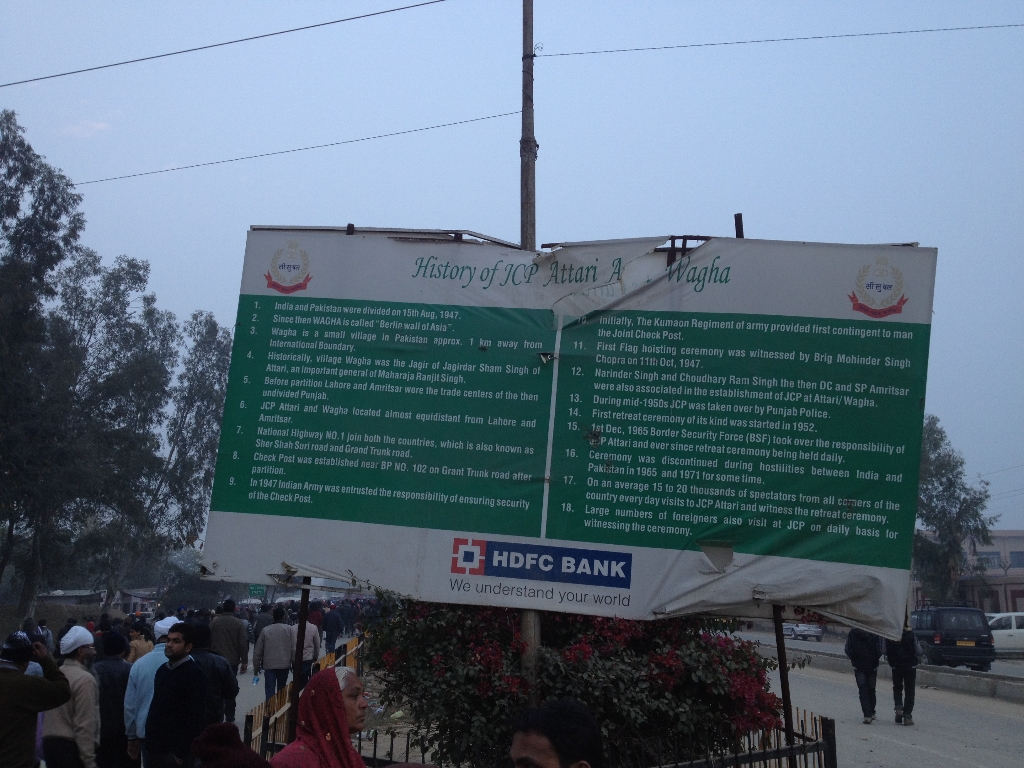 History of JCP Attari A Wagha
सी सु बल
सी सु बल
1. India and Pakistan were divided on 15th Aug, 1947.
2. Since then WAGHA is called "Berlin wall of Asia".
3. Wagha is a small village in Pakistan approx. 1 km away from
International Boundary.
4. Historically, village Wagha was the Jagir of Jagirdar Sham Singh of
Attari, an important general of Maharaja Ranjit Singh.
5. Before partition Lahore and Amritsar were the trade centers of the then
undivided Punjab.
6. JCP Attari and Wagha located almost equidistant from Lahore and
Amritsar.
7. National Highway NO.1 join both the countries, which is also known as
Sher Shah Suri road and Grand Trunk road.
8. Check Post was established near BP NO. 102 on Grant Trunk road after
partition.
9. In 1947 Indian Army was entrusted the responsibility of ensuring security
of the Check Post.
10. Initially, The Kumaon Regiment of army provided first contingent to man
the Joint Check Post.
11. First Flag hoisting ceremony was witnessed by Brig Mohinder Singh
Chopra on 11th Oct, 1947.
12. Narinder Singh and Choudhary Ram Singh the then DC and SP Amritsar
were also associated in the establishment of JCP at Attari/ Wagha.
13. During mid-1950s JCP was taken over by Punjab Police.
14. First retreat ceremony of its kind was started in 1952.
15. 1st Dec, 1965 Border Security Force (BSF) took over the responsibility of
JCP Attari and ever since retreat ceremony being held daily.
16. Ceremony was discontinued during hostilities between India and
Pakistan in 1965 and 1971 for some time.
17. On an average 15 to 20 thousands of spectators from all corners of the
country every day visits to JCP Attari and witness the retreat ceremony.
18. Large numbers of foreigners also visit at JCP on daily basis for
witnessing the ceremony.
HDFC BANK
We understand your world